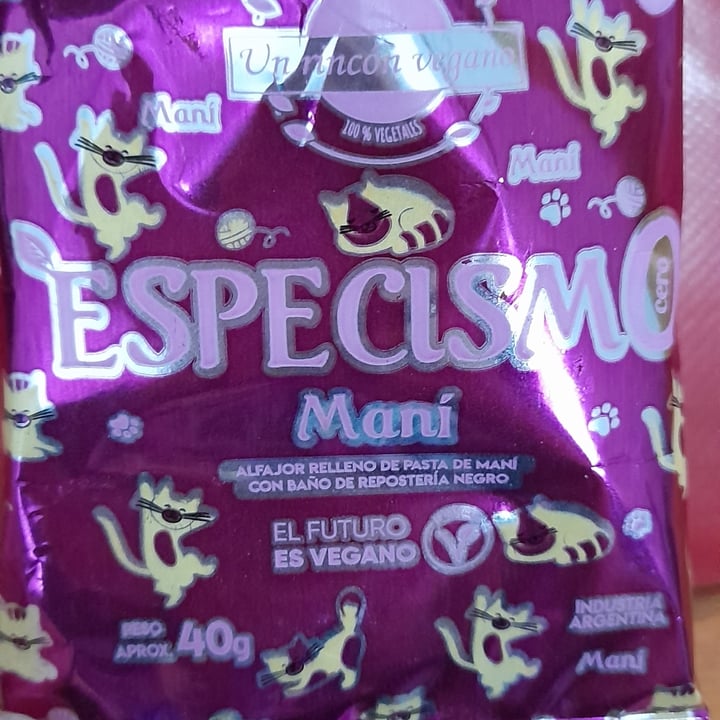 Un rincón vegano
100 % VEGETALES
Maní
Maní
ESPECISMO
cero
Maní
ALFAJOR RELLENO DE PASTA DE MANÍ
CON BAÑO DE REPOSTERÍA NEGRO
EL FUTURO
ES VEGANO
PESO
APROX. 40g
INDUSTRIA
ARGENTINA
Maní